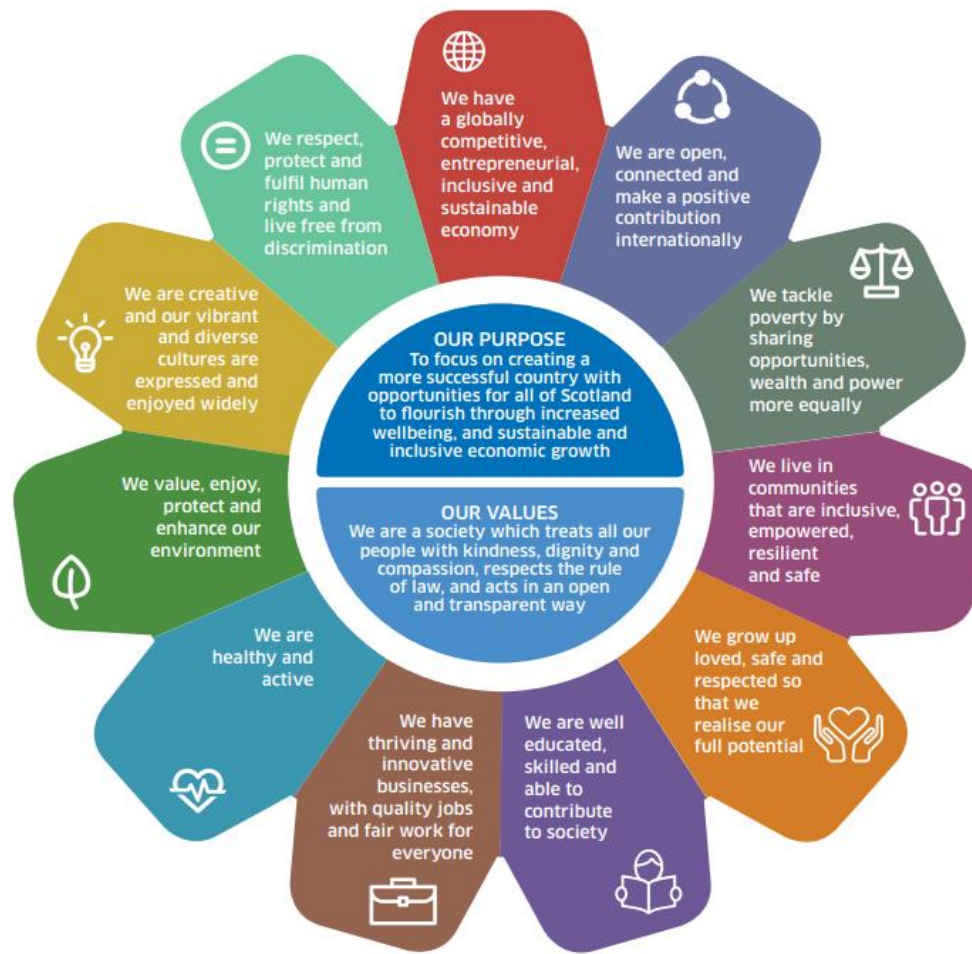 We have
a globally
competitive,
entrepreneurial,
inclusive and
sustainable
economy
We are open,
connected and
make a positive
contribution
internationally
We tackle
poverty by
sharing
opportunities,
wealth and power
more equally
We live in
communities
that are inclusive,
empowered,
resilient
and safe
We grow up
loved, safe and
respected so
that we
realise our
full potential
We are well
educated,
skilled and
able to
contribute
to society
We have
thriving and
innovative
businesses,
with quality jobs
and fair work for
everyone
We are
healthy and
active
We value, enjoy,
protect and
enhance our
environment
We are creative
and our vibrant
and diverse
cultures are
expressed and
enjoyed widely
We respect,
protect and
fulfil human
rights and
live free from
discrimination
OUR PURPOSE
To focus on creating a
more successful country with
opportunities for all of Scotland
to flourish through increased
wellbeing, and sustainable and
inclusive economic growth
OUR VALUES
We are a society which treats all our
people with kindness, dignity and
compassion, respects the rule
of law, and acts in an open
and transparent way